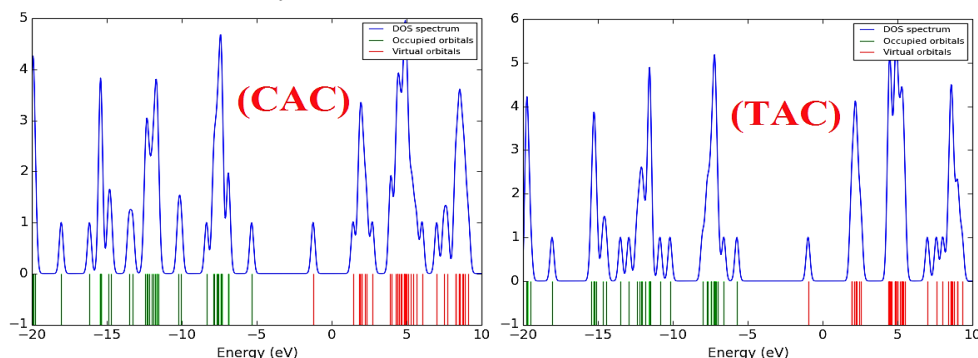 5
4
3
2
1
0
−1
DOS spectrum
Occupied orbitals
Virtual orbitals
(CAC)
−20
−15
−10
−5
0
5
10
Energy (eV)
6
5
4
3
2
1
0
−1
DOS spectrum
Occupied orbitals
Virtual orbitals
(TAC)
−20
−15
−10
−5
0
5
10
Energy (eV)